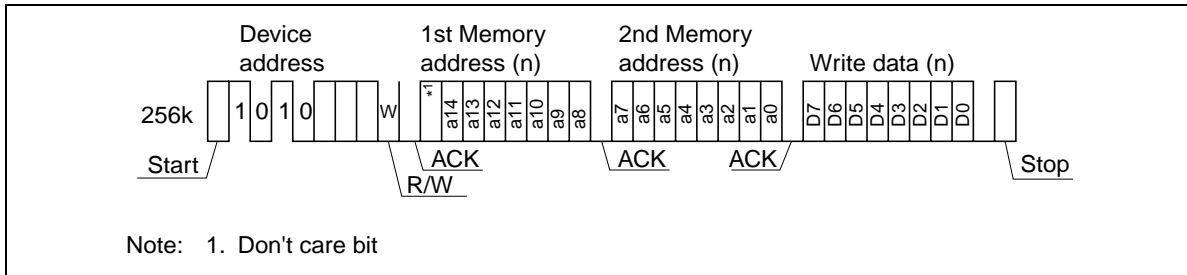 Device address
1st Memory address (n)
2nd Memory address (n)
Write data (n)
256k 1 0 1 0 W *1 a14 a13 a12 a11 a10 a9 a8 a7 a6 a5 a4 a3 a2 a1 a0 D7 D6 D5 D4 D3 D2 D1 D0
Start ACK ACK ACK Stop
R/W
Note: 1. Don't care bit